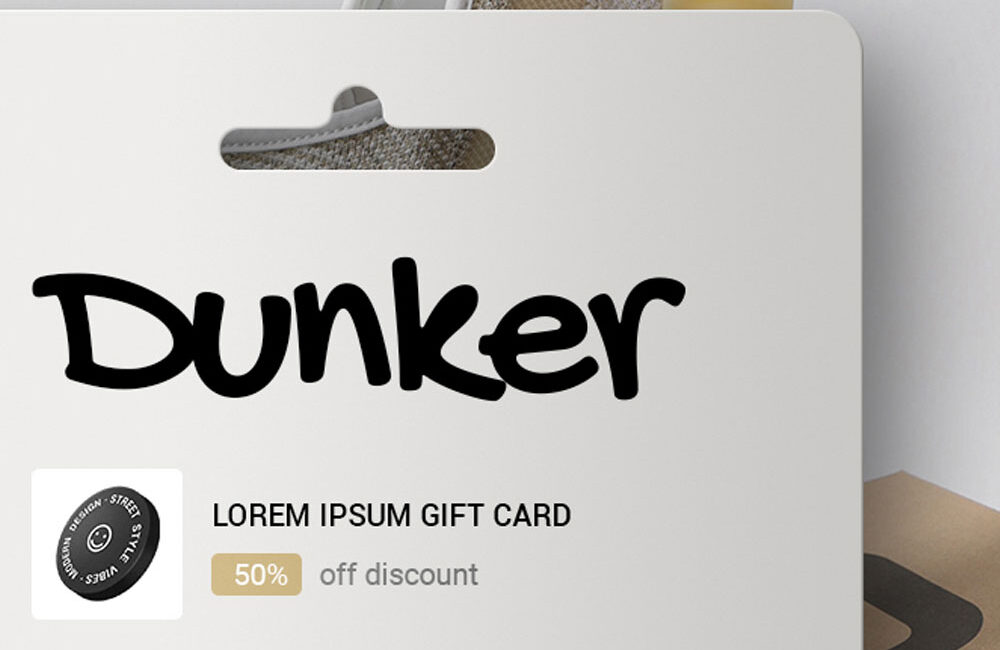 Dunker
MODERN DESIGN · STREET STYLE VIBES ·
LOREM IPSUM GIFT CARD
50% off discount